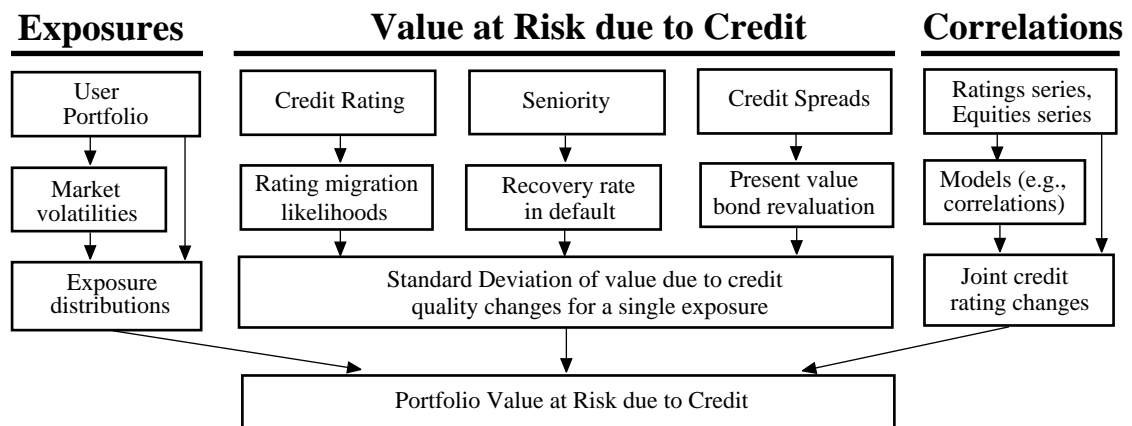 Exposures
Value at Risk due to Credit
Correlations
User
Portfolio
Credit Rating
Seniority
Credit Spreads
Ratings series,
Equities series
Market
volatilities
Rating migration
likelihoods
Recovery rate
in default
Present value
bond revaluation
Models (e.g.,
correlations)
Exposure
distributions
Standard Deviation of value due to credit
quality changes for a single exposure
Joint credit
rating changes
Portfolio Value at Risk due to Credit